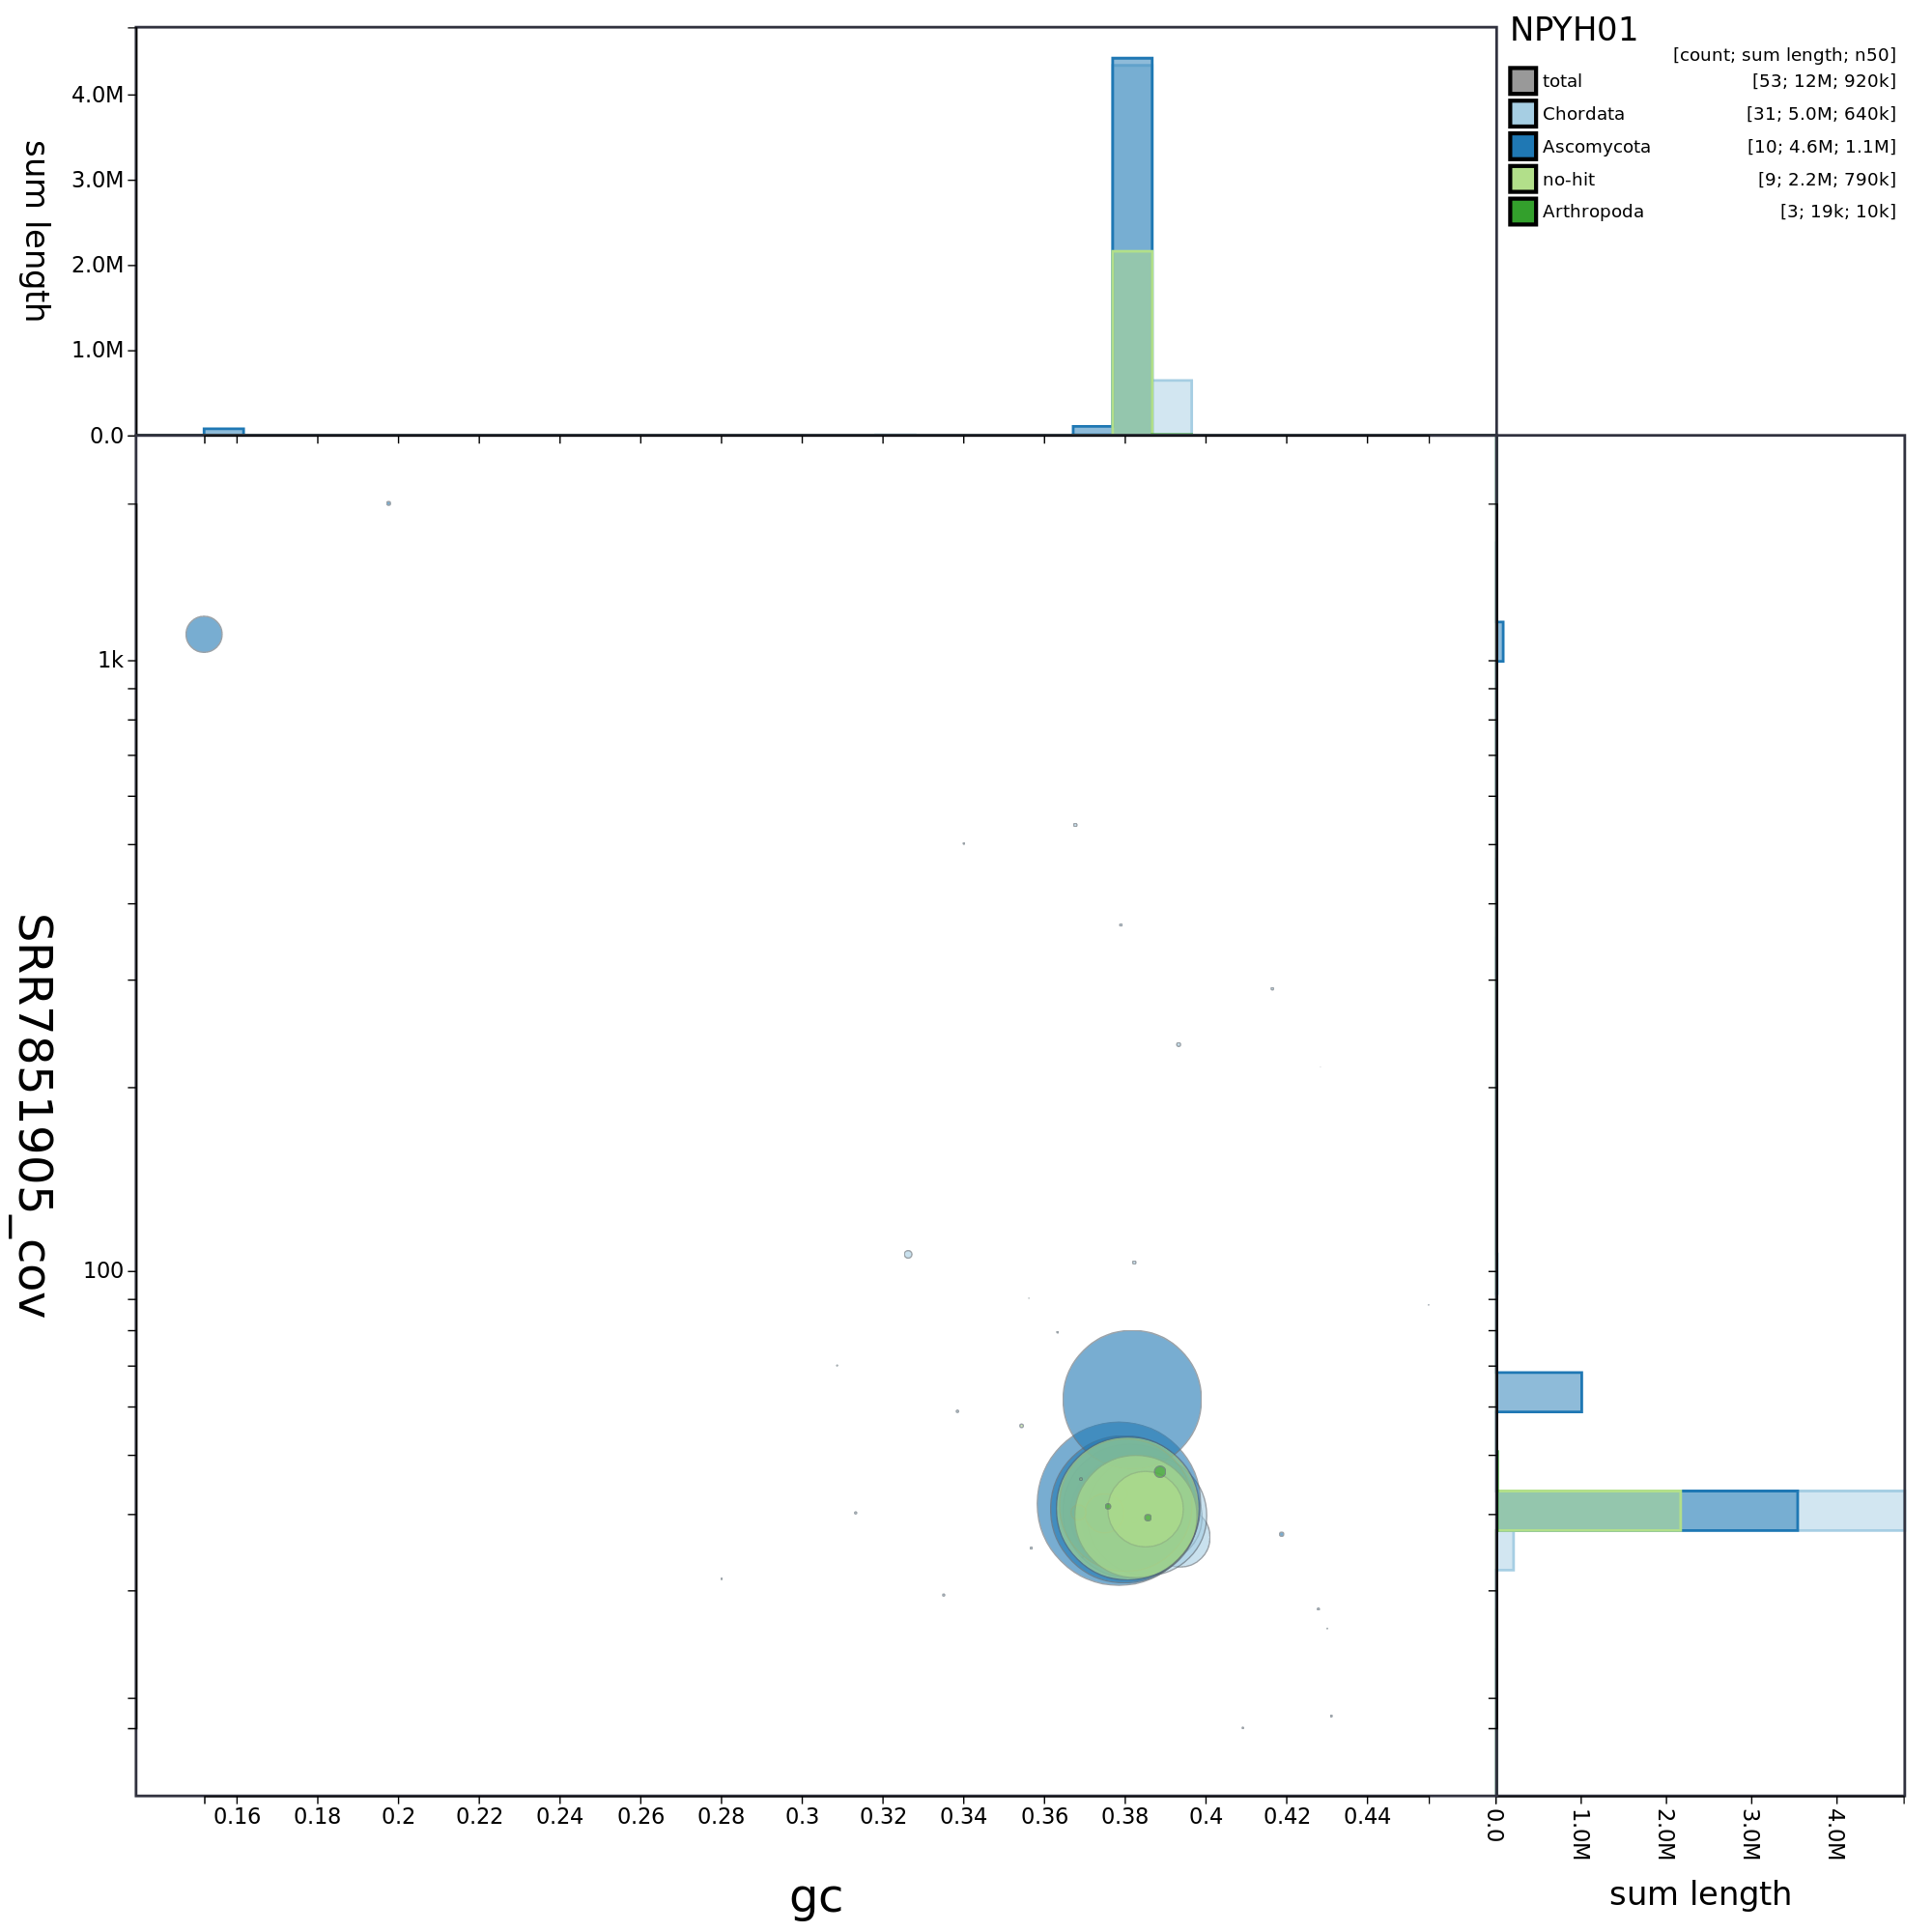 NPYH01
[count; sum length; n50]
total [53; 12M; 920k]
Chordata [31; 5.0M; 640k]
Ascomycota [10; 4.6M; 1.1M]
no-hit [9; 2.2M; 790k]
Arthropoda [3; 19k; 10k]
sum length
4.0M
3.0M
2.0M
1.0M
0.0
SRR7851905_cov
1k
100
0.16 0.18 0.2 0.22 0.24 0.26 0.28 0.3 0.32 0.34 0.36 0.38 0.4 0.42 0.44
gc
0.0 1.0M 2.0M 3.0M 4.0M
sum length